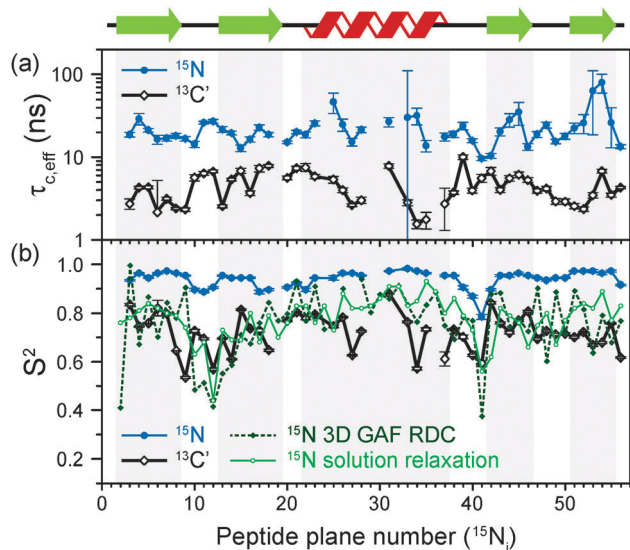 (a)
¹⁵N
¹³C'
τc,eff (ns)
100
10
1
(b)
S²
1.0
0.8
0.6
0.4
0.2
¹⁵N
¹³C'
¹⁵N 3D GAF RDC
¹⁵N solution relaxation
0 10 20 30 40 50
Peptide plane number (¹⁵Nᵢ)